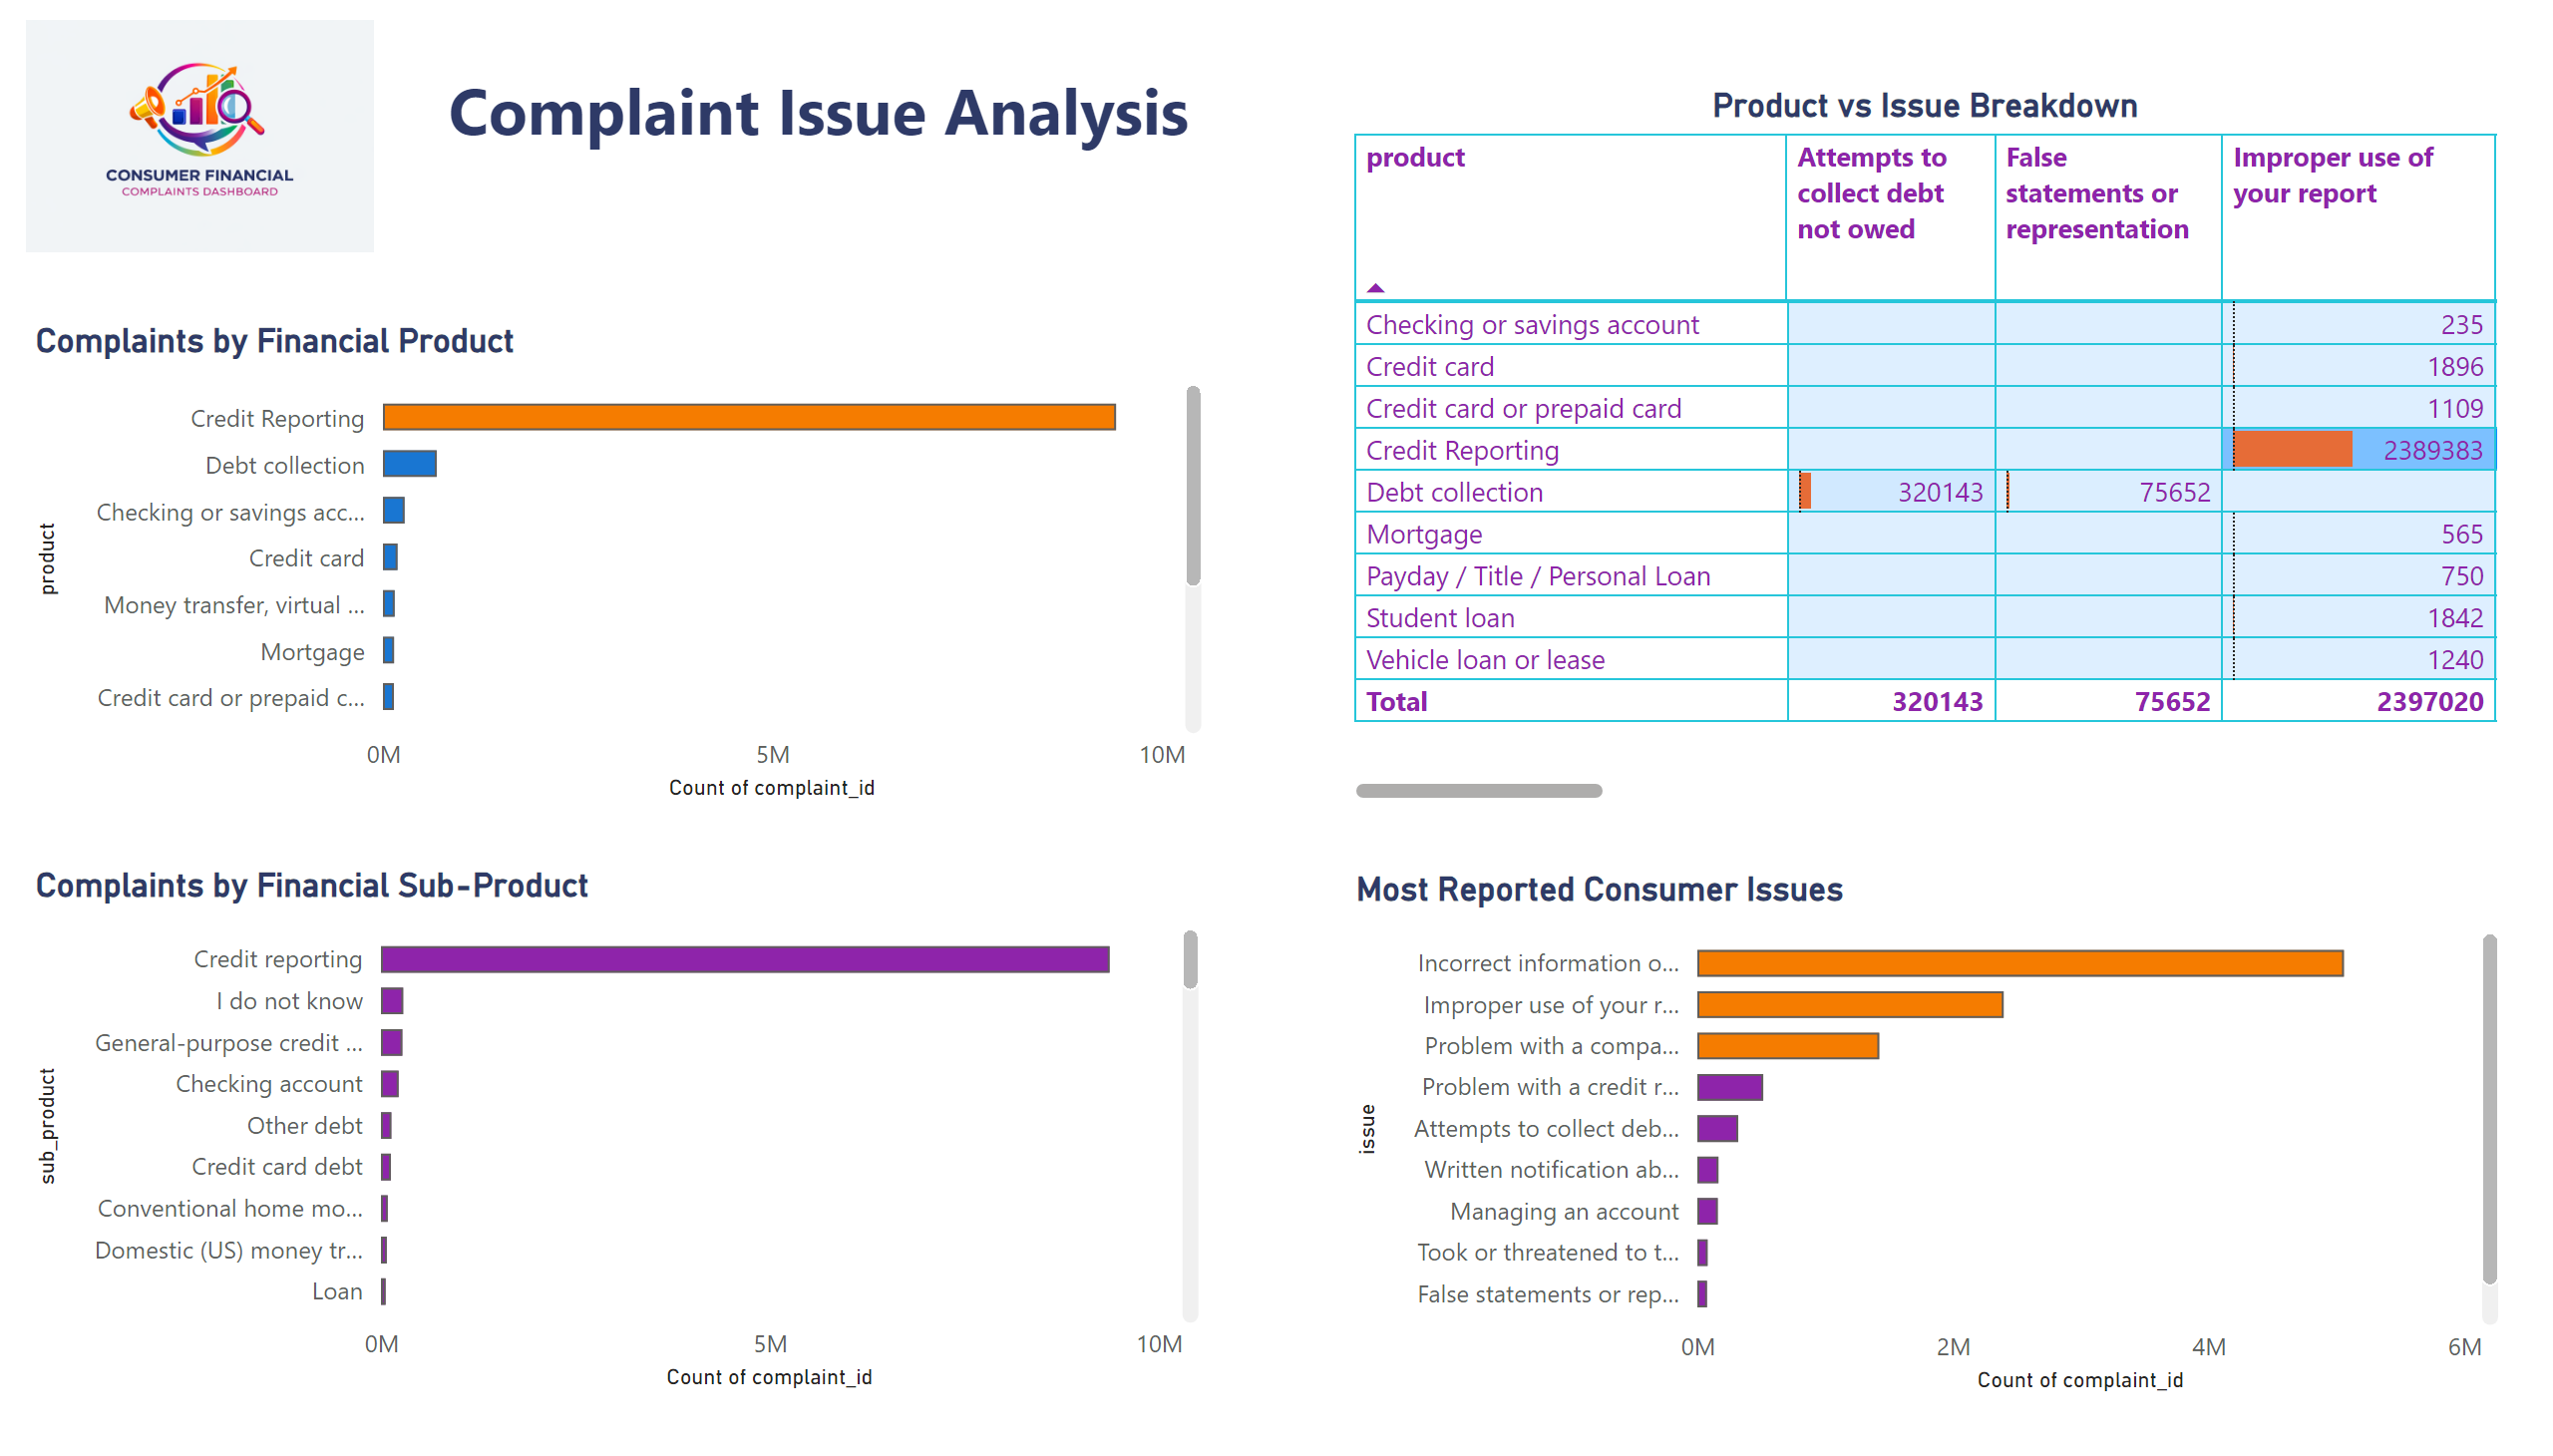 CONSUMER FINANCIAL
COMPLAINTS DASHBOARD
Complaint Issue Analysis
Complaints by Financial Product
product
Credit Reporting
Debt collection
Checking or savings acc...
Credit card
Money transfer, virtual ...
Mortgage
Credit card or prepaid c...
0M 5M 10M
Count of complaint_id
Product vs Issue Breakdown
product Attempts to collect debt not owed False statements or representation Improper use of your report
Checking or savings account 235
Credit card 1896
Credit card or prepaid card 1109
Credit Reporting 2389383
Debt collection 320143 75652
Mortgage 565
Payday / Title / Personal Loan 750
Student loan 1842
Vehicle loan or lease 1240
Total 320143 75652 2397020
Complaints by Financial Sub-Product
sub_product
Credit reporting
I do not know
General-purpose credit ...
Checking account
Other debt
Credit card debt
Conventional home mo...
Domestic (US) money tr...
Loan
0M 5M 10M
Count of complaint_id
Most Reported Consumer Issues
issue
Incorrect information o...
Improper use of your r...
Problem with a compa...
Problem with a credit r...
Attempts to collect deb...
Written notification ab...
Managing an account
Took or threatened to t...
False statements or rep...
0M 2M 4M 6M
Count of complaint_id